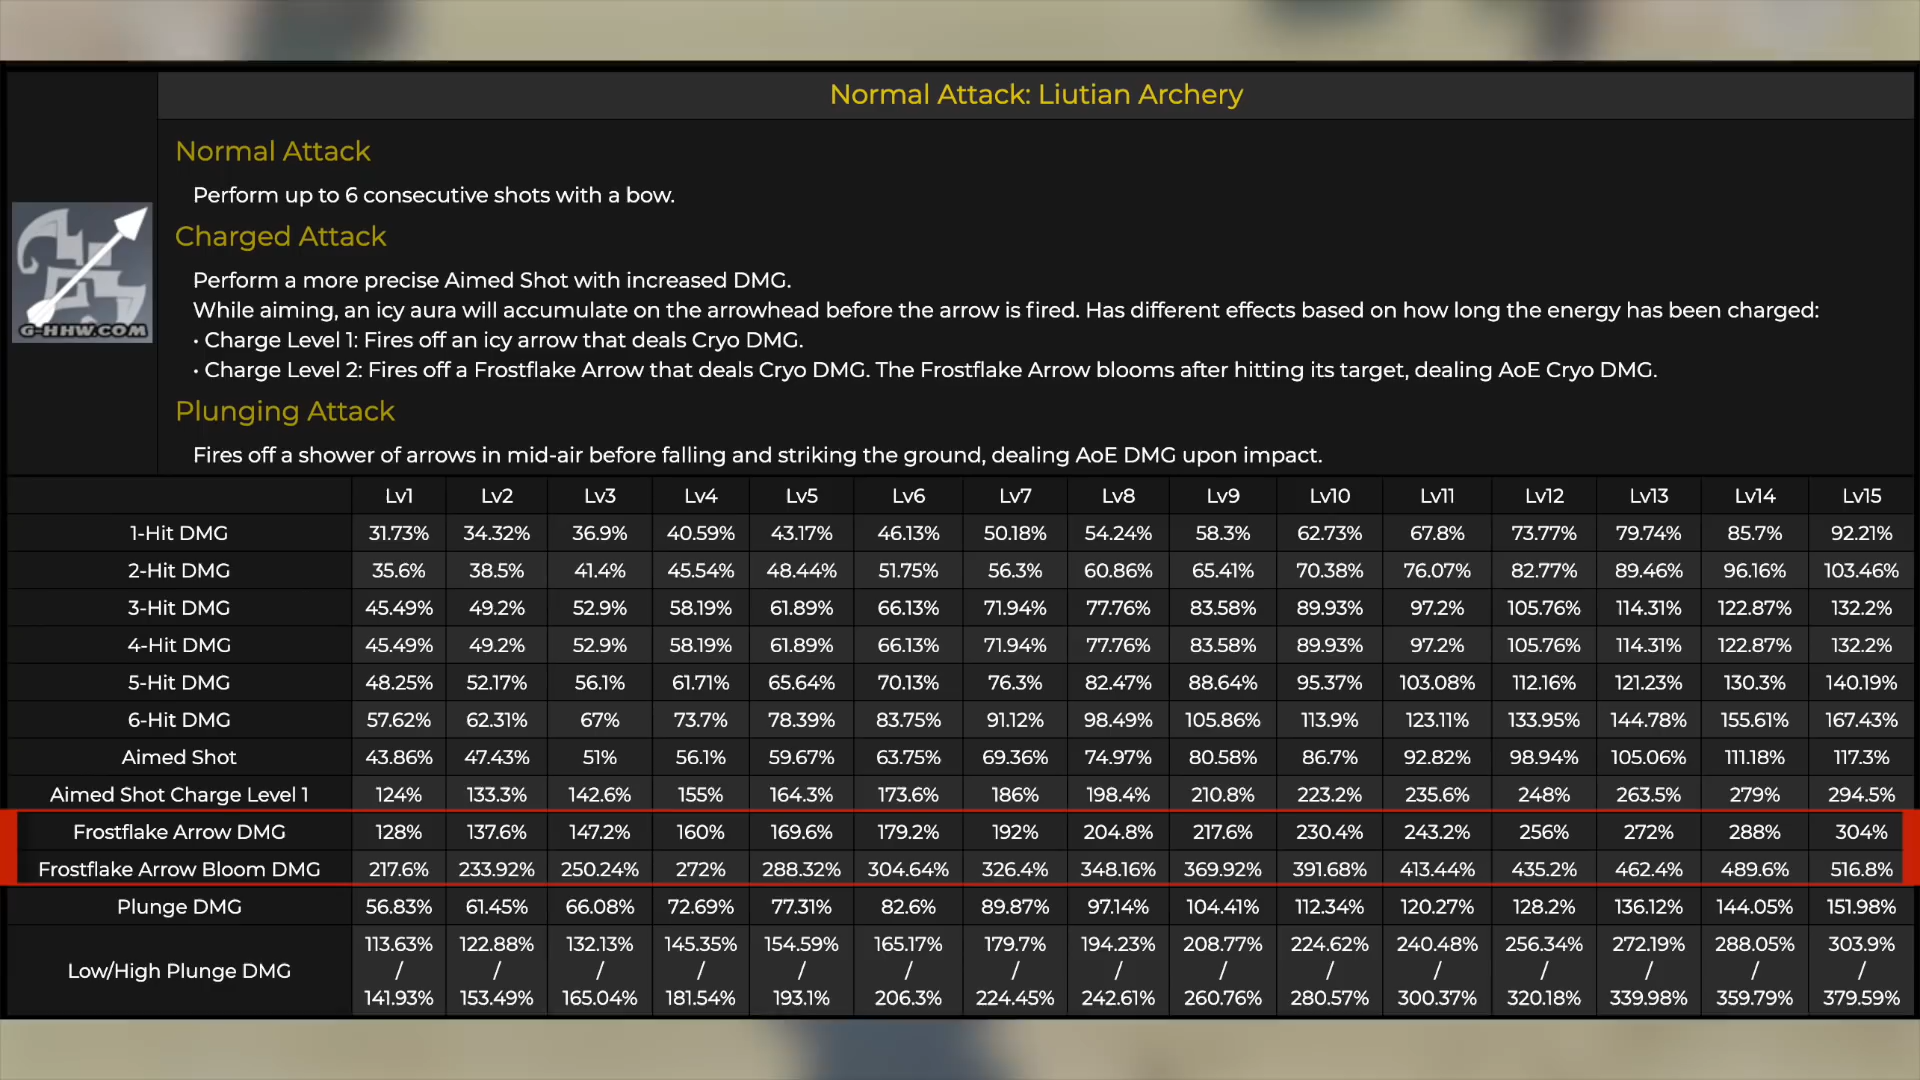 Normal Attack: Liutian Archery
Normal Attack
Perform up to 6 consecutive shots with a bow.
Charged Attack
Perform a more precise Aimed Shot with increased DMG.
While aiming, an icy aura will accumulate on the arrowhead before the arrow is fired. Has different effects based on how long the energy has been charged:
• Charge Level 1: Fires off an icy arrow that deals Cryo DMG.
• Charge Level 2: Fires off a Frostflake Arrow that deals Cryo DMG. The Frostflake Arrow blooms after hitting its target, dealing AoE Cryo DMG.
Plunging Attack
Fires off a shower of arrows in mid-air before falling and striking the ground, dealing AoE DMG upon impact.
G-HHW.COM
Lv1 Lv2 Lv3 Lv4 Lv5 Lv6 Lv7 Lv8 Lv9 Lv10 Lv11 Lv12 Lv13 Lv14 Lv15
1-Hit DMG 31.73% 34.32% 36.9% 40.59% 43.17% 46.13% 50.18% 54.24% 58.3% 62.73% 67.8% 73.77% 79.74% 85.7% 92.21%
2-Hit DMG 35.6% 38.5% 41.4% 45.54% 48.44% 51.75% 56.3% 60.86% 65.41% 70.38% 76.07% 82.77% 89.46% 96.16% 103.46%
3-Hit DMG 45.49% 49.2% 52.9% 58.19% 61.89% 66.13% 71.94% 77.76% 83.58% 89.93% 97.2% 105.76% 114.31% 122.87% 132.2%
4-Hit DMG 45.49% 49.2% 52.9% 58.19% 61.89% 66.13% 71.94% 77.76% 83.58% 89.93% 97.2% 105.76% 114.31% 122.87% 132.2%
5-Hit DMG 48.25% 52.17% 56.1% 61.71% 65.64% 70.13% 76.3% 82.47% 88.64% 95.37% 103.08% 112.16% 121.23% 130.3% 140.19%
6-Hit DMG 57.62% 62.31% 67% 73.7% 78.39% 83.75% 91.12% 98.49% 105.86% 113.9% 123.11% 133.95% 144.78% 155.61% 167.43%
Aimed Shot 43.86% 47.43% 51% 56.1% 59.67% 63.75% 69.36% 74.97% 80.58% 86.7% 92.82% 98.94% 105.06% 111.18% 117.3%
Aimed Shot Charge Level 1 124% 133.3% 142.6% 155% 164.3% 173.6% 186% 198.4% 210.8% 223.2% 235.6% 248% 263.5% 279% 294.5%
Frostflake Arrow DMG 128% 137.6% 147.2% 160% 169.6% 179.2% 192% 204.8% 217.6% 230.4% 243.2% 256% 272% 288% 304%
Frostflake Arrow Bloom DMG 217.6% 233.92% 250.24% 272% 288.32% 304.64% 326.4% 348.16% 369.92% 391.68% 413.44% 435.2% 462.4% 489.6% 516.8%
Plunge DMG 56.83% 61.45% 66.08% 72.69% 77.31% 82.6% 89.87% 97.14% 104.41% 112.34% 120.27% 128.2% 136.12% 144.05% 151.98%
113.63% 122.88% 132.13% 145.35% 154.59% 165.17% 179.7% 194.23% 208.77% 224.62% 240.48% 256.34% 272.19% 288.05% 303.9%
Low/High Plunge DMG / / / / / / / / / / / / / / /
141.93% 153.49% 165.04% 181.54% 193.1% 206.3% 224.45% 242.61% 260.76% 280.57% 300.37% 320.18% 339.98% 359.79% 379.59%